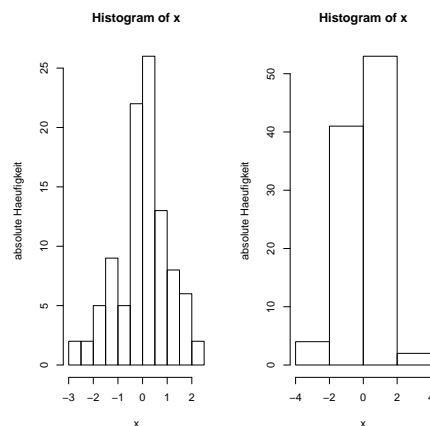 Histogram of x
absolute Haeufigkeit
0 5 10 15 20 25
−3 −2 −1 0 1 2
x
Histogram of x
absolute Haeufigkeit
0 10 20 30 40 50
−4 −2 0 2 4
x